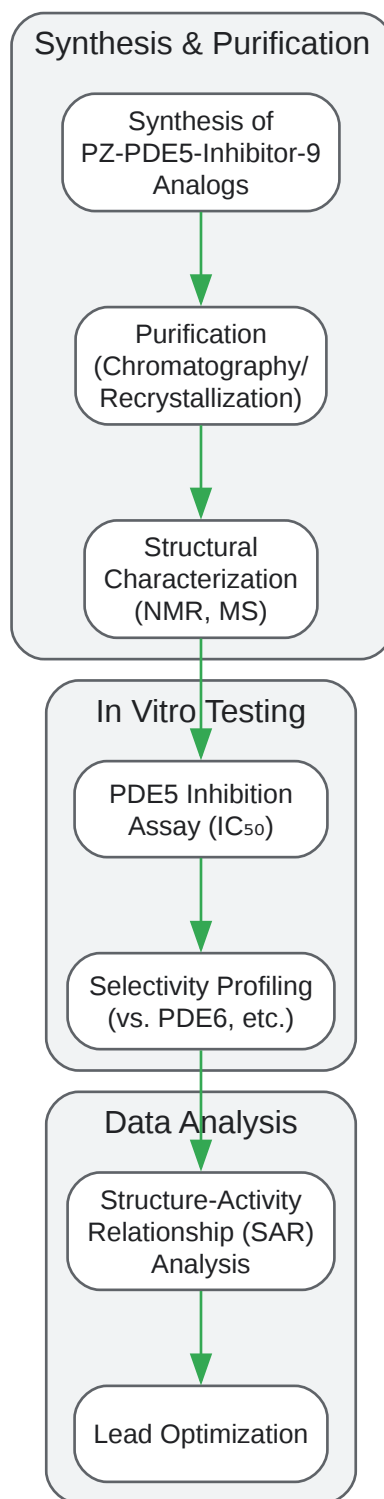 Synthesis & Purification
Synthesis of
PZ-PDE5-Inhibitor-9
Analogs
Purification
(Chromatography/
Recrystallization)
Structural
Characterization
(NMR, MS)
In Vitro Testing
PDE5 Inhibition
Assay (IC₅₀)
Selectivity Profiling
(vs. PDE6, etc.)
Data Analysis
Structure-Activity
Relationship (SAR)
Analysis
Lead Optimization